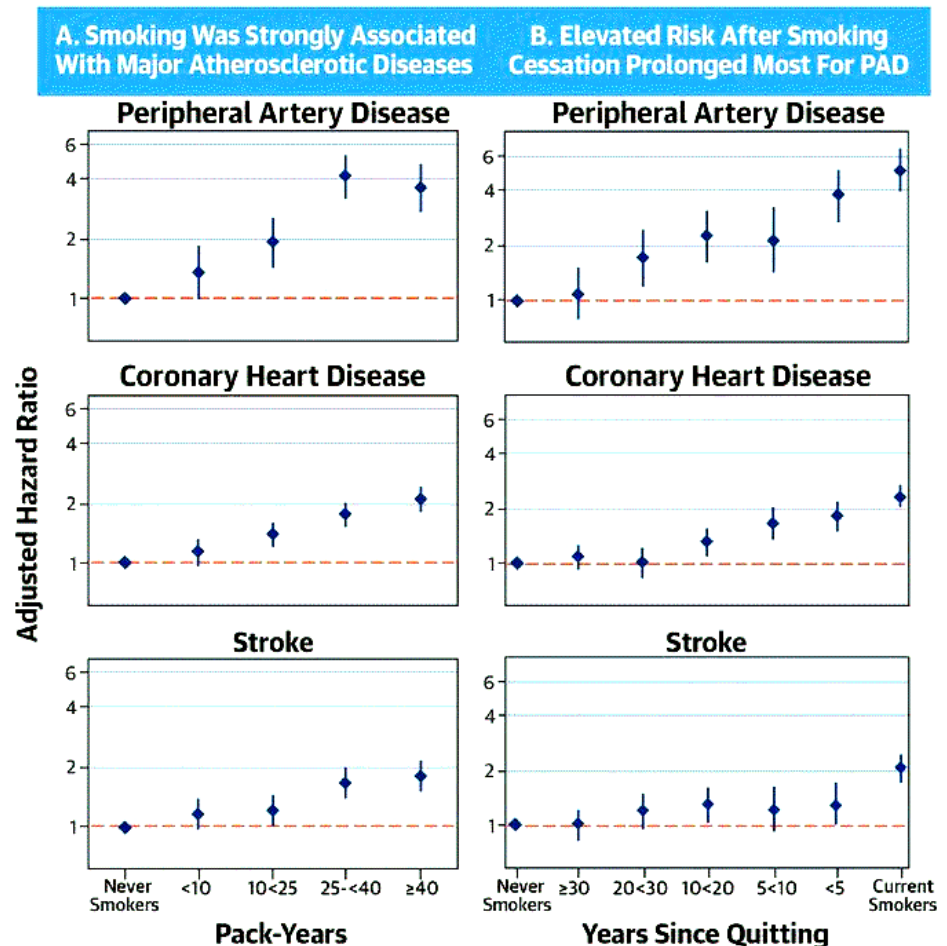 A. Smoking Was Strongly Associated
With Major Atherosclerotic Diseases
B. Elevated Risk After Smoking
Cessation Prolonged Most For PAD
Adjusted Hazard Ratio
Peripheral Artery Disease
6
4
2
1
Peripheral Artery Disease
6
4
2
1
Coronary Heart Disease
6
4
2
1
Coronary Heart Disease
6
4
2
1
Stroke
6
4
2
1
Never
Smokers
<10
10<25
25-<40
≥40
Pack-Years
Stroke
6
4
2
1
Never
Smokers
≥30
20<30
10<20
5<10
<5
Current
Smokers
Years Since Quitting